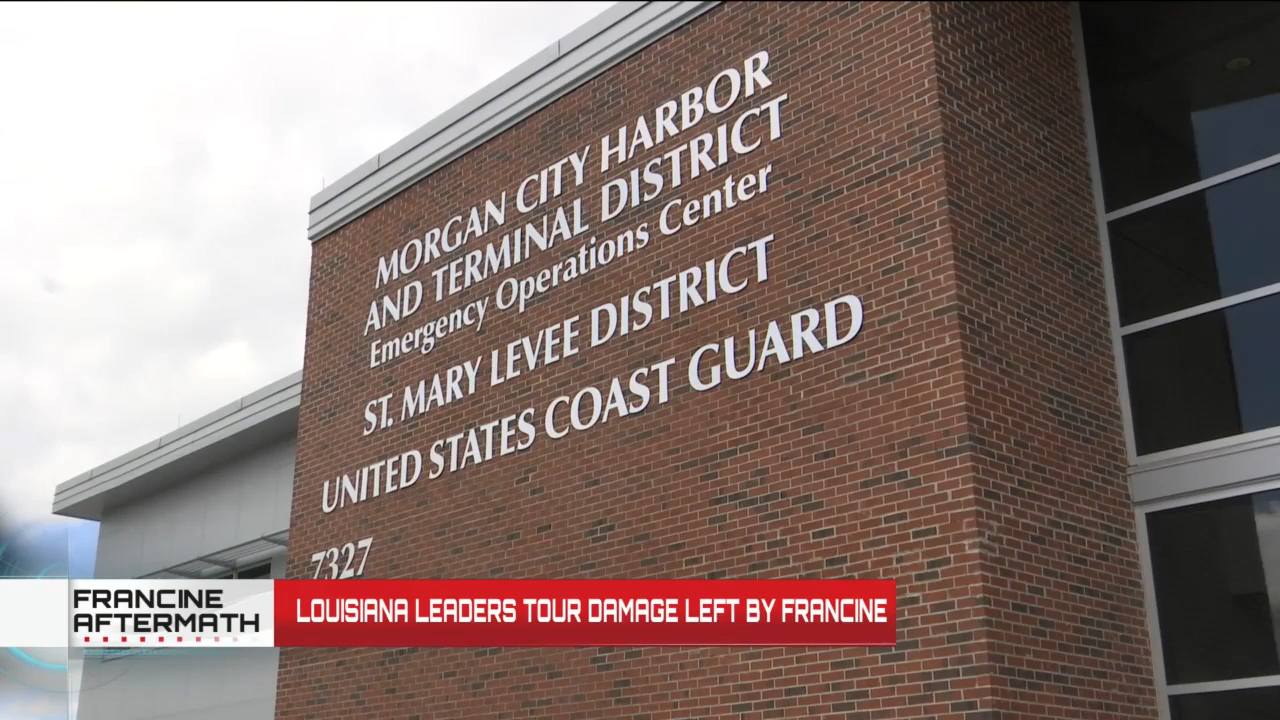 MORGAN CITY HARBOR
AND TERMINAL DISTRICT
Emergency Operations Center
ST. MARY LEVEE DISTRICT
UNITED STATES COAST GUARD
7327
FRANCINE
AFTERMATH
LOUISIANA LEADERS TOUR DAMAGE LEFT BY FRANCINE